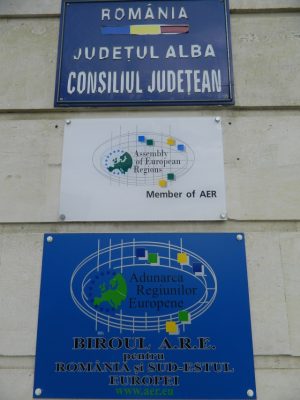 ROMÂNIA
JUDEȚUL ALBA
CONSILIUL JUDEȚEAN
Assembly
of European
Regions
Member of AER
Adunarea
Regiunilor
Europene
BIROUL A.R.E.
pentru
ROMÂNIA și SUD-ESTUL
EUROPEI
www.aer.eu